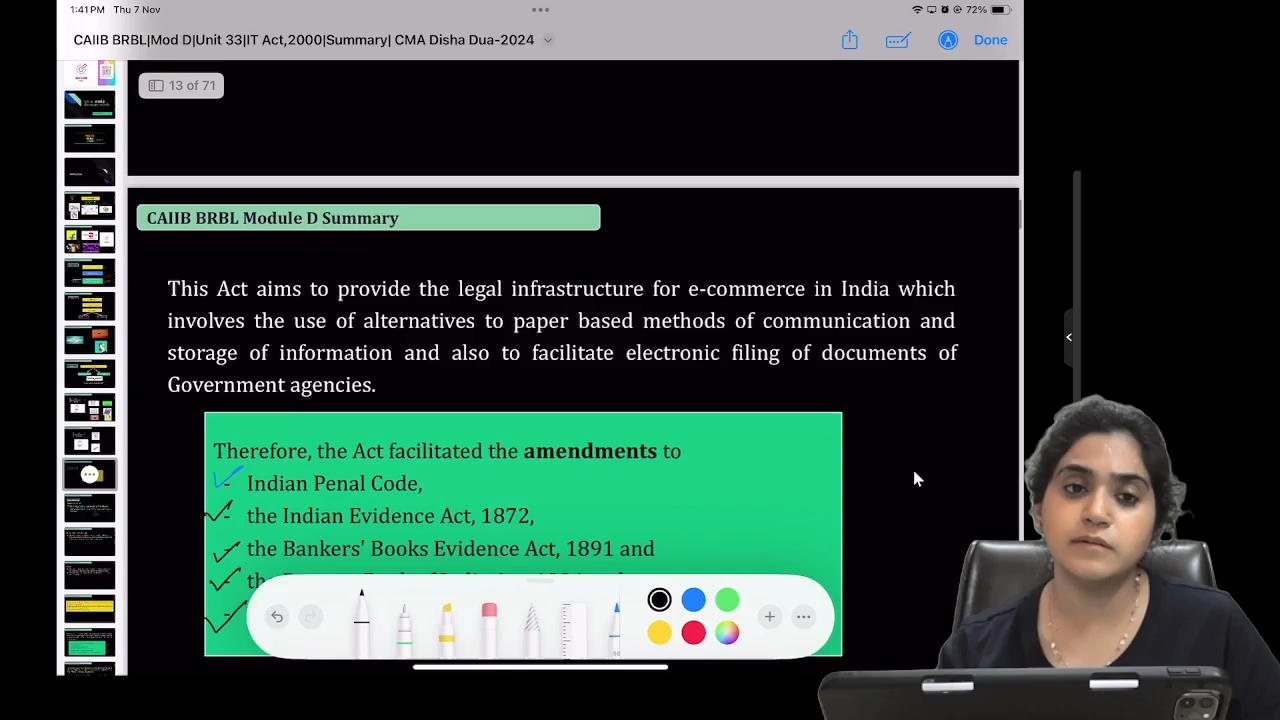 1:41 PM Thu 7 Nov
72%
CAIIB BRBL|Mod D|Unit 33|IT Act,2000|Summary| CMA Disha Dua-2024
Done
13 of 71
CAIIB BRBL Module D Summary
This Act aims to provide the legal infrastructure for e-commerce in India which
involves the use of alternatives to paper based methods of communication and
storage of information and also to facilitate electronic filing of documents of
Government agencies.
Therefore, the Act facilitated the amendments to
- Indian Penal Code,
- the Indian Evidence Act, 1872,
- the Bankers' Books Evidence Act, 1891 and